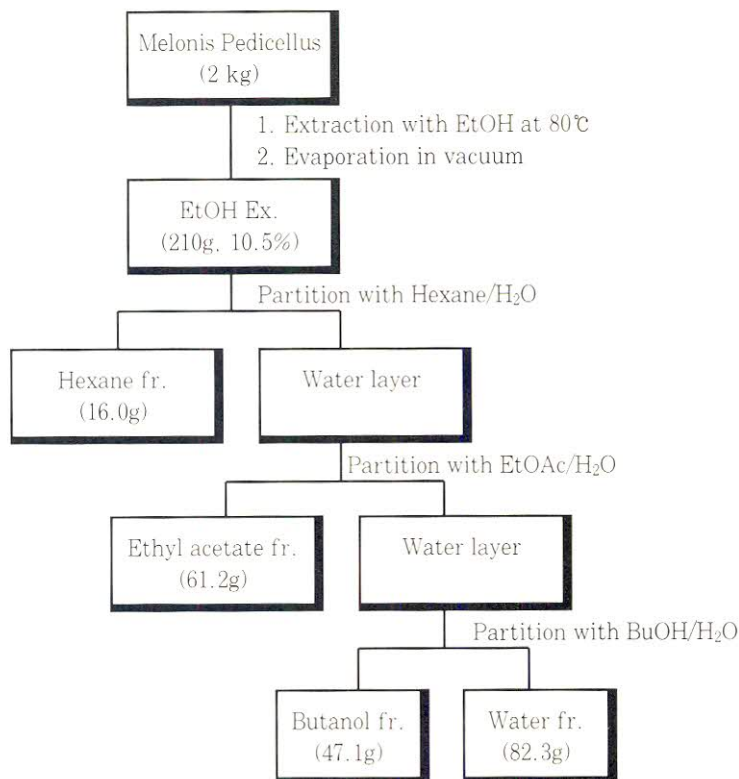 Melonis Pedicellus
(2 kg)
1. Extraction with EtOH at 80℃
2. Evaporation in vacuum
EtOH Ex.
(210g, 10.5%)
Partition with Hexane/H₂O
Hexane fr.
(16.0g)
Water layer
Partition with EtOAc/H₂O
Ethyl acetate fr.
(61.2g)
Water layer
Partition with BuOH/H₂O
Butanol fr.
(47.1g)
Water fr.
(82.3g)